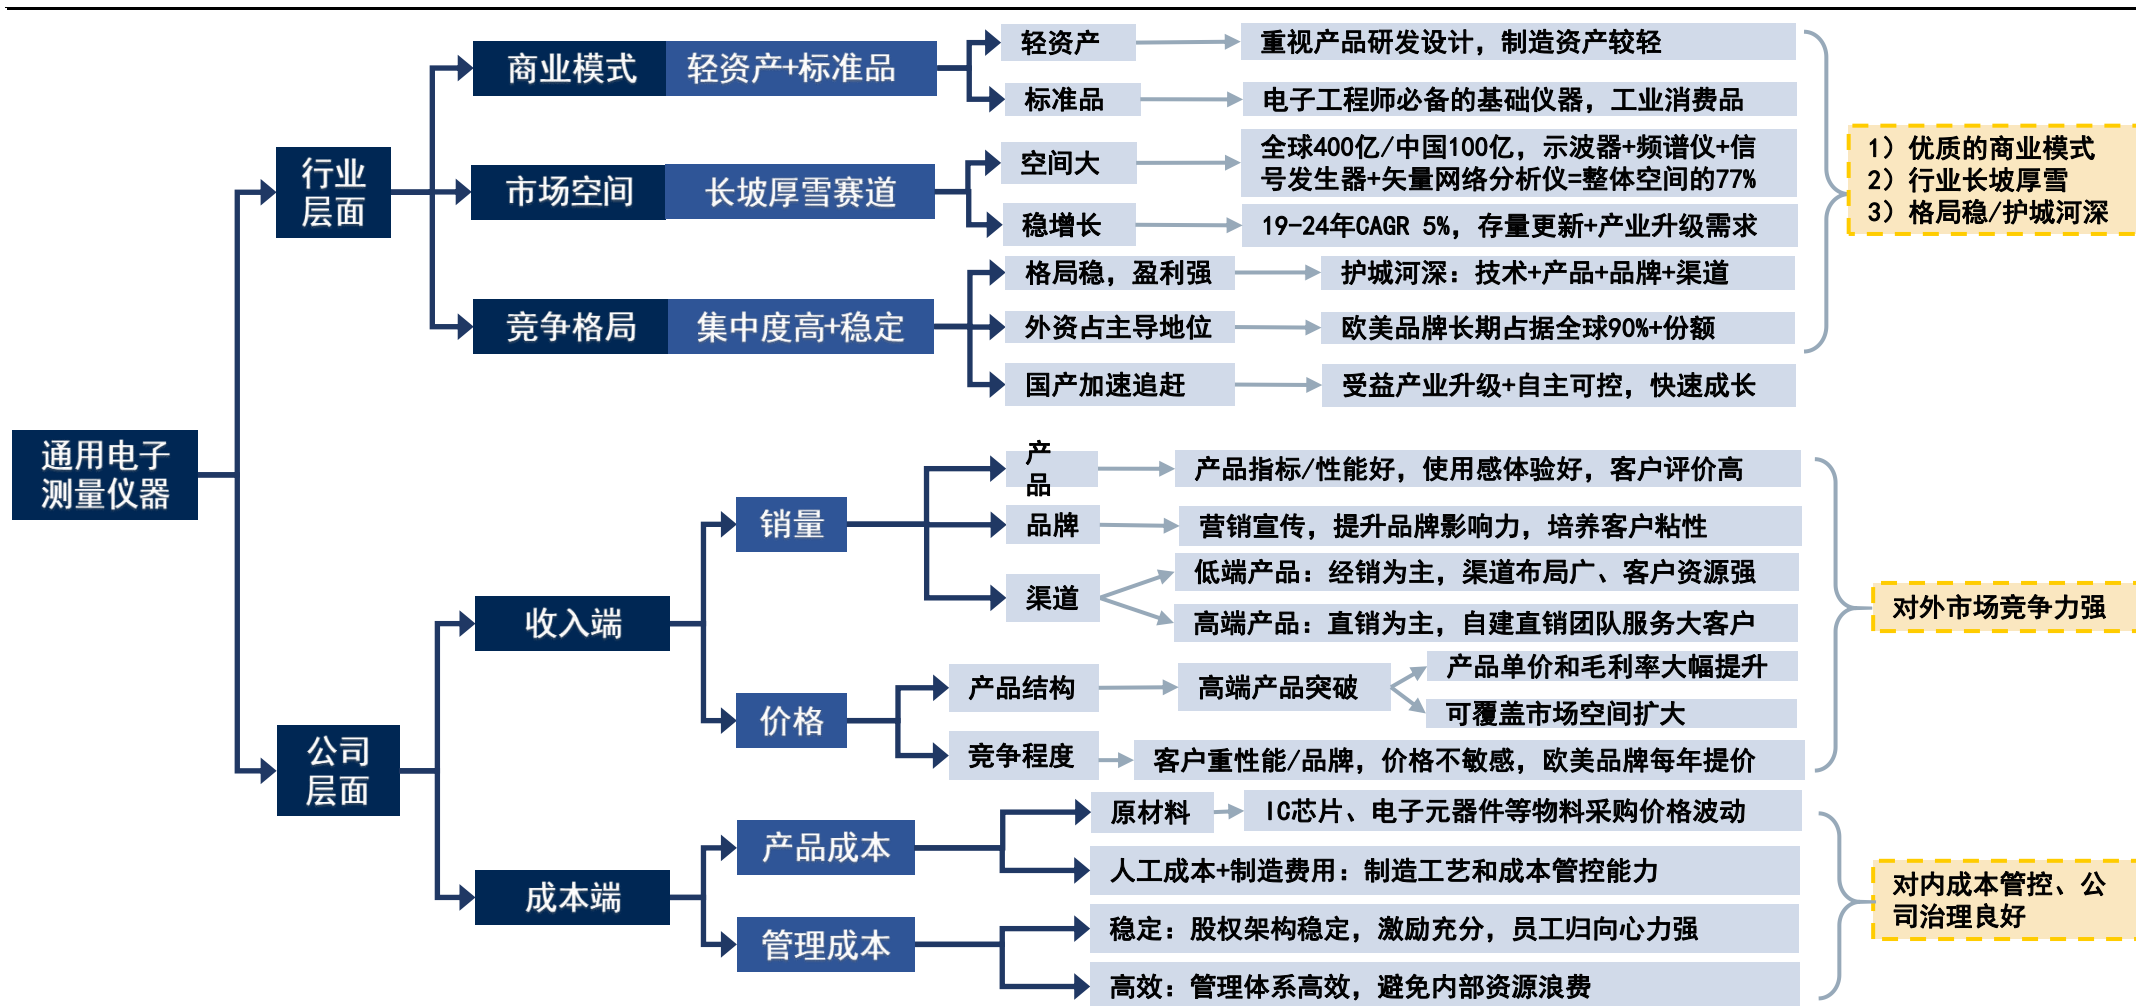 通用电子
测量仪器
行业
层面
商业模式
轻资产+标准品
轻资产
重视产品研发设计，制造资产较轻
标准品
电子工程师必备的基础仪器，工业消费品
市场空间
长坡厚雪赛道
空间大
全球400亿/中国100亿，示波器+频谱仪+信
号发生器+矢量网络分析仪=整体空间的77%
稳增长
19-24年CAGR 5%，存量更新+产业升级需求
竞争格局
集中度高+稳定
格局稳，盈利强
护城河深：技术+产品+品牌+渠道
外资占主导地位
欧美品牌长期占据全球90%+份额
国产加速追赶
受益产业升级+自主可控，快速成长
1）优质的商业模式
2）行业长坡厚雪
3）格局稳/护城河深
公司
层面
收入端
销量
产
品
产品指标/性能好，使用感体验好，客户评价高
品牌
营销宣传，提升品牌影响力，培养客户粘性
渠道
低端产品：经销为主，渠道布局广、客户资源强
高端产品：直销为主，自建直销团队服务大客户
价格
产品结构
高端产品突破
产品单价和毛利率大幅提升
可覆盖市场空间扩大
竞争程度
客户重性能/品牌，价格不敏感，欧美品牌每年提价
对外市场竞争力强
成本端
产品成本
原材料
IC芯片、电子元器件等物料采购价格波动
人工成本+制造费用：制造工艺和成本管控能力
管理成本
稳定：股权架构稳定，激励充分，员工归向心力强
高效：管理体系高效，避免内部资源浪费
对内成本管控、公
司治理良好